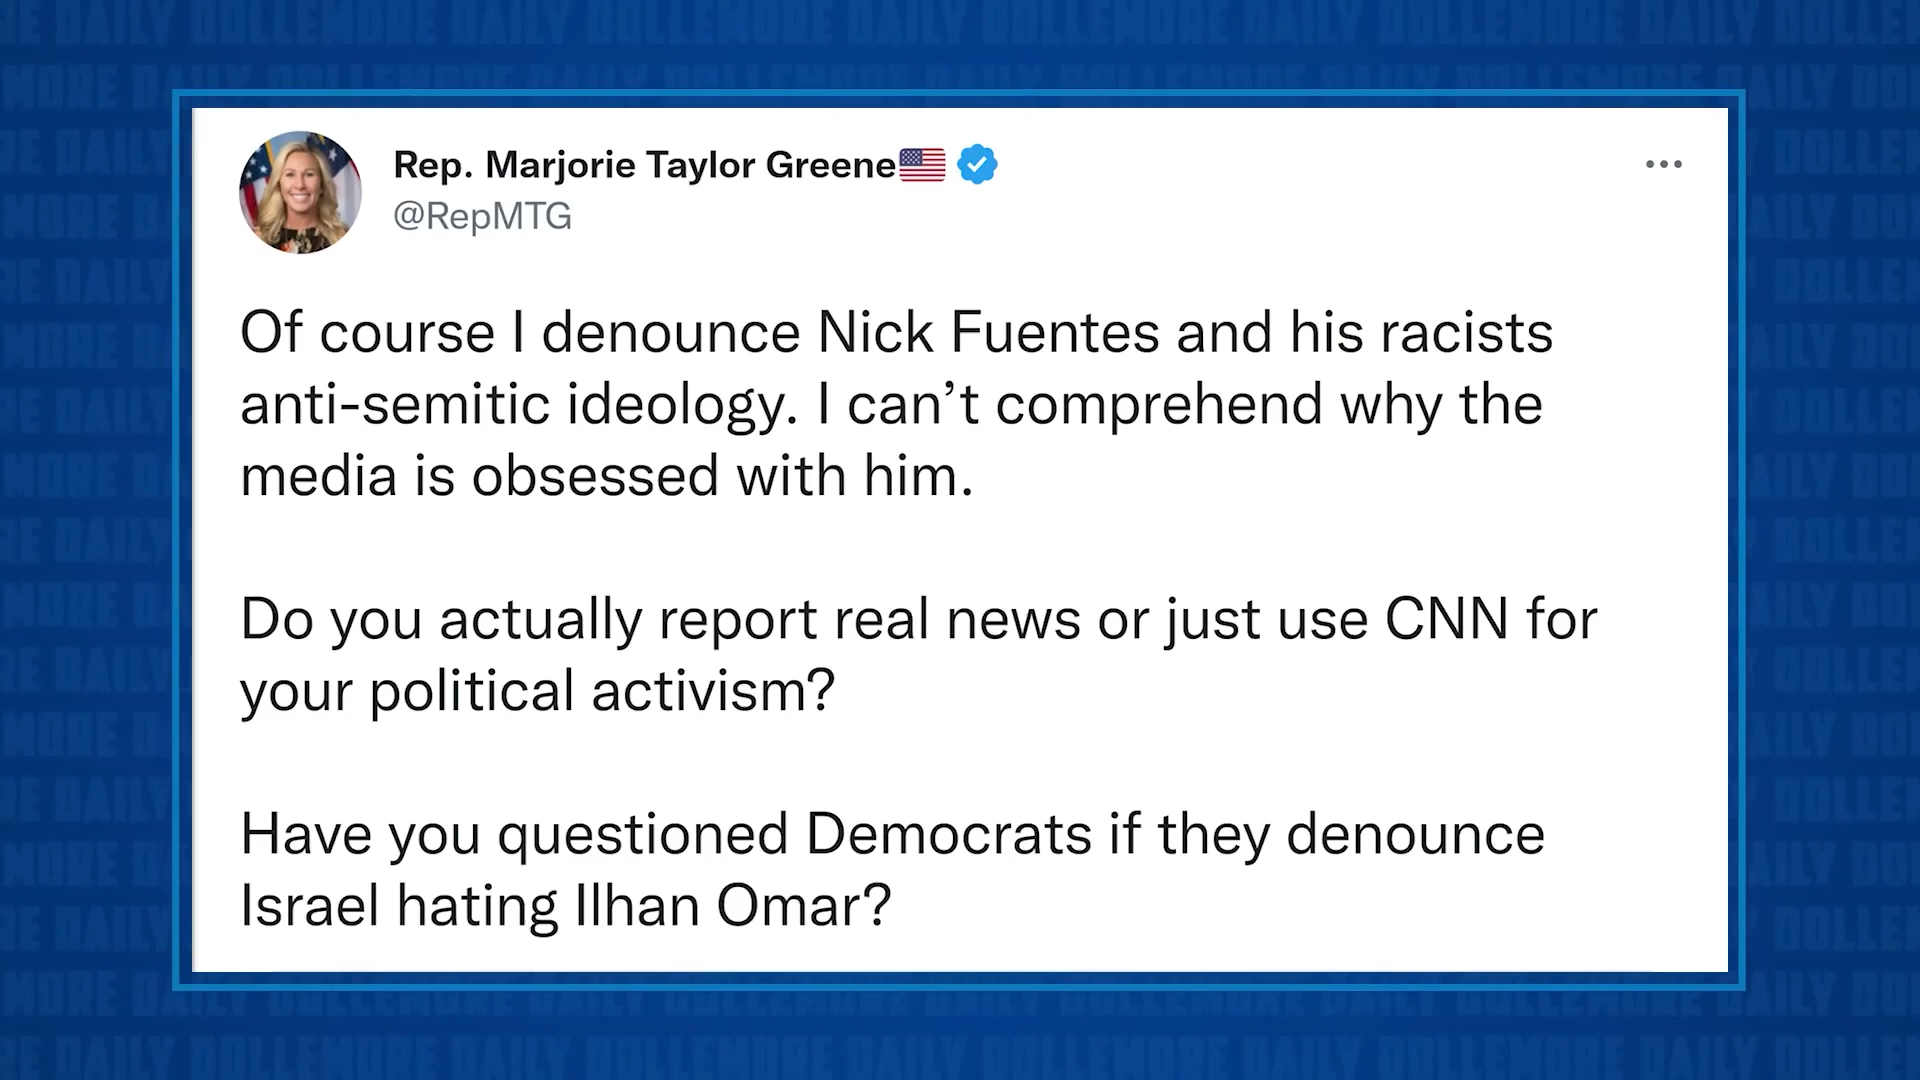 Rep. Marjorie Taylor Greene
@RepMTG
Of course I denounce Nick Fuentes and his racists
anti-semitic ideology. I can’t comprehend why the
media is obsessed with him.
Do you actually report real news or just use CNN for
your political activism?
Have you questioned Democrats if they denounce
Israel hating Ilhan Omar?